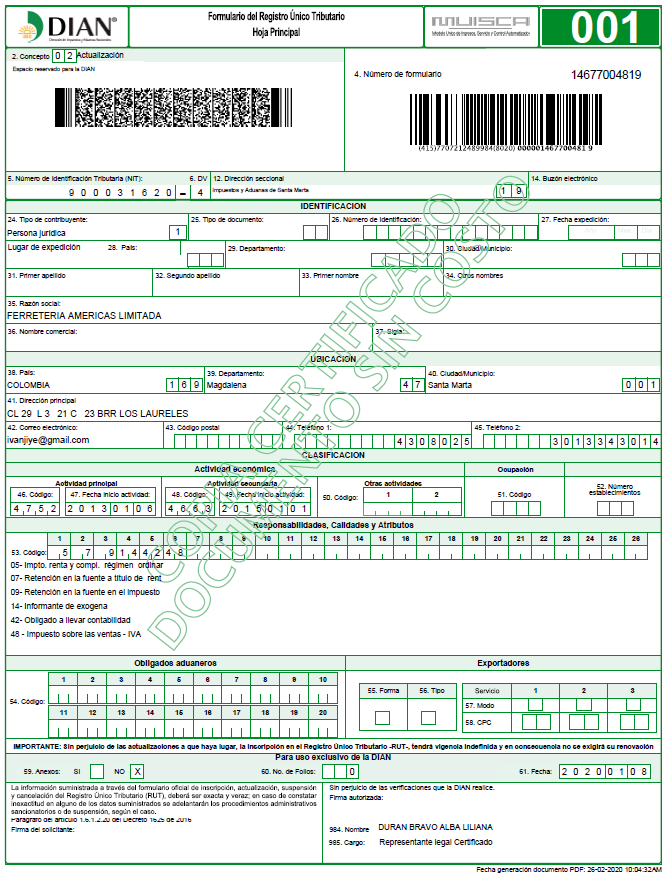 DIAN
Dirección de Impuestos y Aduanas Nacionales
Formulario del Registro Único Tributario
Hoja Principal
MUISCA
Modelo Único de Ingresos, Servicio y Control Automatizado
001
2. Concepto 0 2 Actualización
Espacio reservado para la DIAN
4. Número de formulario 14677004819
(415)7707212489984(8020) 000001467700481 9
5. Número de Identificación Tributaria (NIT): 6. DV 12. Dirección seccional 14. Buzón electrónico
9 0 0 0 3 1 6 2 0 - 4 Impuestos y Aduanas de Santa Marta 1 9
IDENTIFICACION
24. Tipo de contribuyente: 25. Tipo de documento: 26. Número de Identificación: 27. Fecha expedición:
Persona jurídica 1
Lugar de expedición 28. País: 29. Departamento: 30. Ciudad/Municipio:
31. Primer apellido 32. Segundo apellido 33. Primer nombre 34. Otros nombres
35. Razón social:
FERRETERIA AMERICAS LIMITADA
36. Nombre comercial: 37. Sigla:
UBICACION
38. País: 39. Departamento: 40. Ciudad/Municipio:
COLOMBIA 1 6 9 Magdalena 4 7 Santa Marta 0 0 1
41. Dirección principal
CL 29 L 3 21 C 23 BRR LOS LAURELES
42. Correo electrónico: 43. Código postal 44. Teléfono 1: 45. Teléfono 2:
ivanjiye@gmail.com 4 3 0 8 0 2 5 3 0 1 3 3 4 3 0 1 4
CLASIFICACION
Actividad económica Ocupación
Actividad principal Actividad secundaria Otras actividades 52. Número establecimientos
46. Código: 47. Fecha inicio actividad: 48. Código: 49. Fecha inicio actividad: 50. Código: 1 2 51. Código
4 7 5 2 2 0 1 3 0 1 0 6 4 6 6 3 2 0 1 5 0 1 0 1
Responsabilidades, Calidades y Atributos
1 2 3 4 5 6 7 8 9 10 11 12 13 14 15 16 17 18 19 20 21 22 23 24 25 26
53. Código: 5 7 9 1 4 4 2 4 8
05- Impto. renta y compl. régimen ordinar
07- Retención en la fuente a título de rent
09- Retención en la fuente en el impuesto
14- Informante de exogena
42- Obligado a llevar contabilidad
48 - Impuesto sobre las ventas - IVA
COPIA CERTIFICADO
DOCUMENTO SIN COSTO
Obligados aduaneros Exportadores
1 2 3 4 5 6 7 8 9 10
54. Código:
11 12 13 14 15 16 17 18 19 20
55. Forma 56. Tipo Servicio 1 2 3
57. Modo
58. CPC
IMPORTANTE: Sin perjuicio de las actualizaciones a que haya lugar, la inscripción en el Registro Único Tributario -RUT-, tendrá vigencia indefinida y en consecuencia no se exigirá su renovación
Para uso exclusivo de la DIAN
59. Anexos: SI NO X 60. No. de Folios: 0 61. Fecha: 2 0 2 0 0 1 0 8
La información suministrada a través del formulario oficial de inscripción, actualización, suspensión
y cancelación del Registro Único Tributario (RUT), deberá ser exacta y veraz; en caso de constatar
inexactitud en alguno de los datos suministrados se adelantarán los procedimientos administrativos
sancionatorios o de suspensión, según el caso.
Parágrafo del artículo 1.6.1.2.20 del Decreto 1625 de 2016
Firma del solicitante:
Sin perjuicio de las verificaciones que la DIAN realice.
Firma autorizada:
984. Nombre DURAN BRAVO ALBA LILIANA
985. Cargo: Representante legal Certificado
Fecha generación documento PDF: 26-02-2020 10:04:32AM